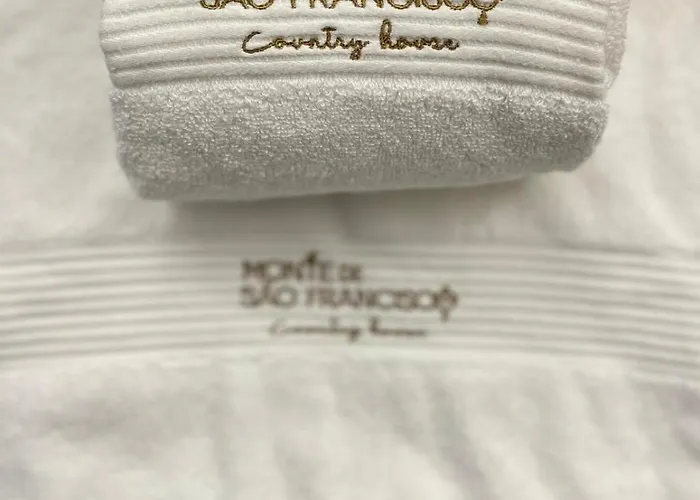 SÃO FRANCISCO
Country house
MONTE DE
SÃO FRANCISCO
Country house